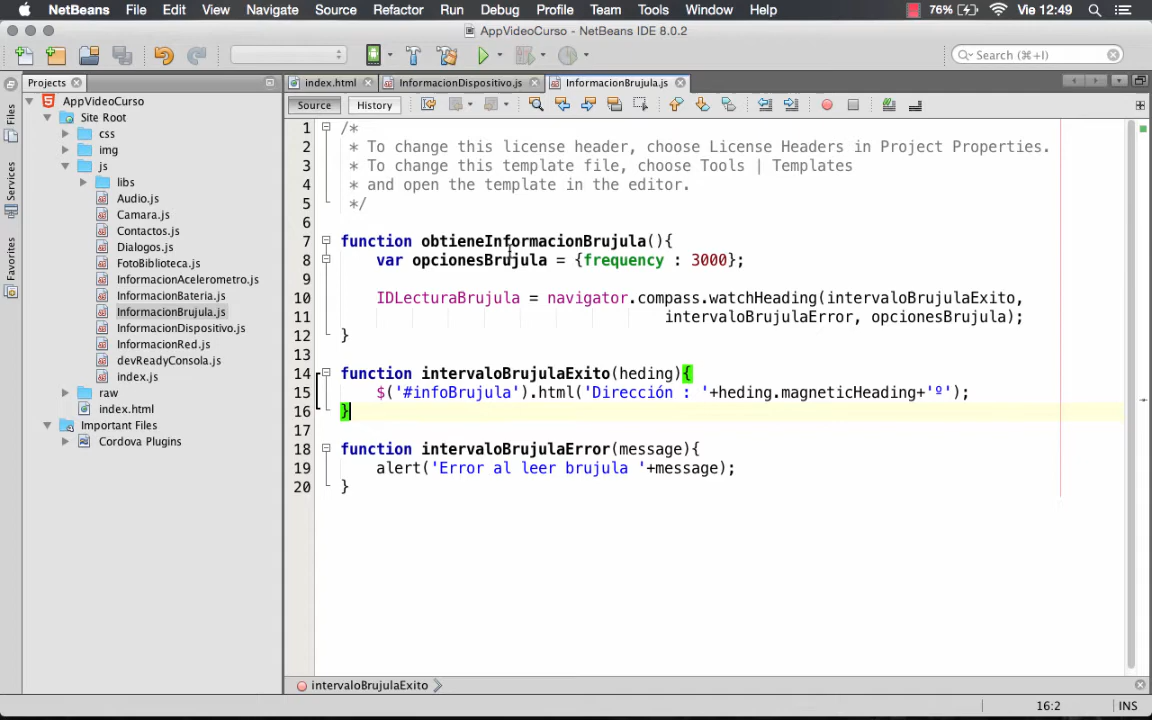 NetBeans File Edit View Navigate Source Refactor Run Debug Profile Team Tools Window Help 76% Vie 12:49
AppVideoCurso - NetBeans IDE 8.0.2
Search (⌘+I)
Projects
index.html InformacionDispositivo.js InformacionBrujula.js
Source History
Files
Services
Favorites
AppVideoCurso
Site Root
css
img
js
libs
Audio.js
Camara.js
Contactos.js
Dialogos.js
FotoBiblioteca.js
InformacionAcelerometro.js
InformacionBateria.js
InformacionBrujula.js
InformacionDispositivo.js
InformacionRed.js
devReadyConsola.js
index.js
raw
index.html
Important Files
Cordova Plugins
1 /*
2 * To change this license header, choose License Headers in Project Properties.
3 * To change this template file, choose Tools | Templates
4 * and open the template in the editor.
5 */
6
7 function obtieneInformacionBrujula(){
8 var opcionesBrujula = {frequency : 3000};
9
10 IDLecturaBrujula = navigator.compass.watchHeading(intervaloBrujulaExito,
11 intervaloBrujulaError, opcionesBrujula);
12 }
13
14 function intervaloBrujulaExito(heding){
15 $('#infoBrujula').html('Dirección : '+heding.magneticHeading+'º');
16 }
17
18 function intervaloBrujulaError(message){
19 alert('Error al leer brujula '+message);
20 }
intervaloBrujulaExito
16:2 INS